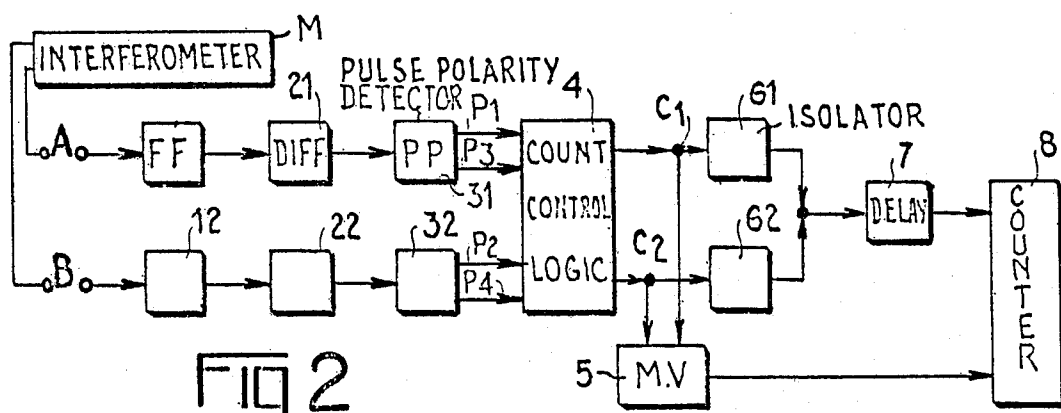 M
INTERFEROMETER
PULSE POLARITY
DETECTOR
21
P1
4
C1
61
ISOLATOR
A
FF
DIFF
PP
P3
31
COUNT
CONTROL
LOGIC
7
DELAY
8
COUNTER
B
12
22
32
P2
P4
C2
62
5
M.V
FIG 2